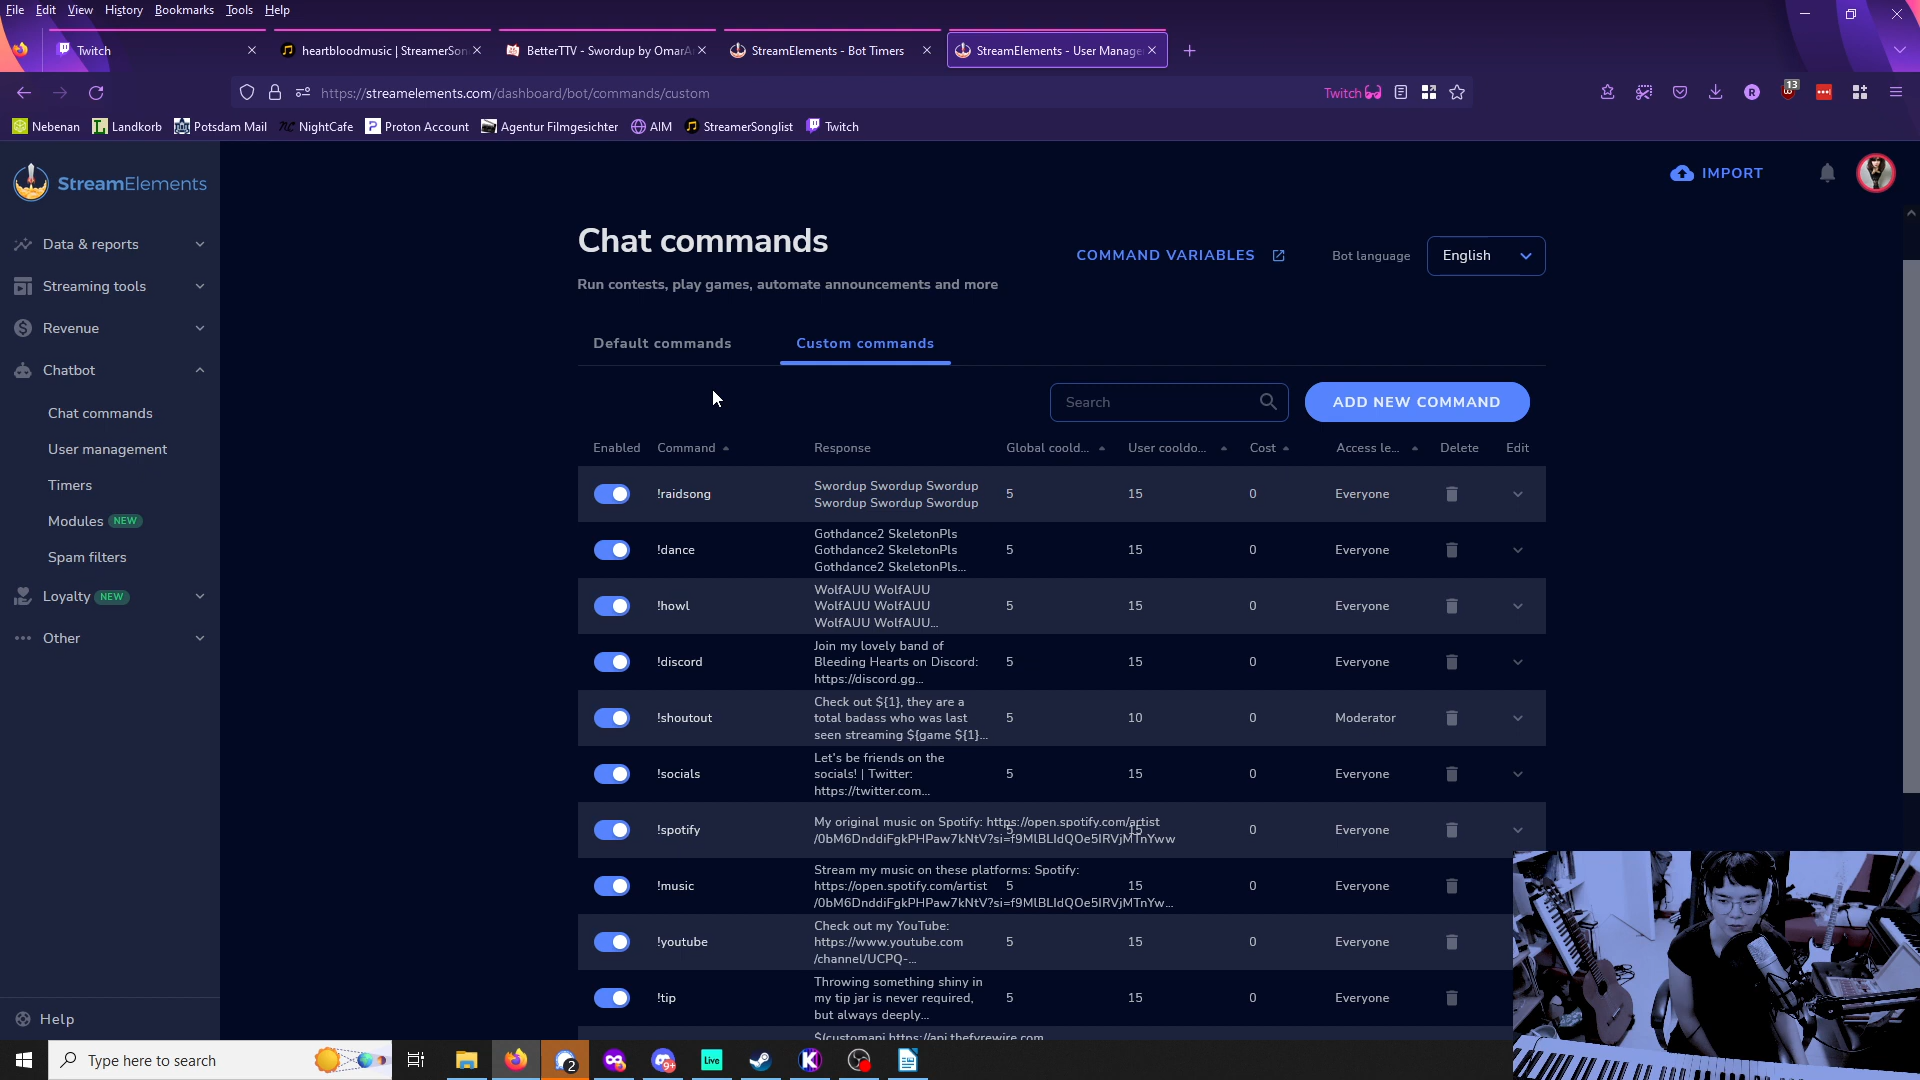 File Edit View History Bookmarks Tools Help
Twitch
heartbloodmusic | StreamerSon
BetterTTV - Swordup by OmarA
StreamElements - Bot Timers
StreamElements - User Manage
https://streamelements.com/dashboard/bot/commands/custom
Twitch
13
Nebenan
Landkorb
Potsdam Mail
NightCafe
Proton Account
Agentur Filmgesichter
AIM
StreamerSonglist
Twitch
StreamElements
IMPORT
Data & reports
Streaming tools
Revenue
Chatbot
Chat commands
User management
Timers
Modules NEW
Spam filters
Loyalty NEW
Other
Help
Chat commands
Run contests, play games, automate announcements and more
COMMAND VARIABLES
Bot language
English
Default commands
Custom commands
Search
ADD NEW COMMAND
Enabled Command Response Global coold... User cooldo... Cost Access le... Delete Edit
!raidsong
Swordup Swordup Swordup
Swordup Swordup Swordup
5 15 0 Everyone
!dance
Gothdance2 SkeletonPls
Gothdance2 SkeletonPls
Gothdance2 SkeletonPls...
5 15 0 Everyone
!howl
WolfAUU WolfAUU
WolfAUU WolfAUU
WolfAUU WolfAUU...
5 15 0 Everyone
!discord
Join my lovely band of
Bleeding Hearts on Discord:
https://discord.gg...
5 15 0 Everyone
!shoutout
Check out ${1}, they are a
total badass who was last
seen streaming ${game ${1}...
5 10 0 Moderator
!socials
Let's be friends on the
socials! | Twitter:
https://twitter.com...
5 15 0 Everyone
!spotify
My original music on Spotify: https://open.spotify.com/artist
/0bM6DnddiFgkPHPaw7kNtV?si=f9MlBLIdQOe5IRVjMTnYww
5 15 0 Everyone
!music
Stream my music on these platforms: Spotify:
https://open.spotify.com/artist
/0bM6DnddiFgkPHPaw7kNtV?si=f9MlBLIdQOe5IRVjMTnYw...
5 15 0 Everyone
!youtube
Check out my YouTube:
https://www.youtube.com
/channel/UCPQ-...
5 15 0 Everyone
!tip
Throwing something shiny in
my tip jar is never required,
but always deeply...
5 15 0 Everyone
${customapi https://api.thefyrewire.com
Type here to search
2
9+
Live